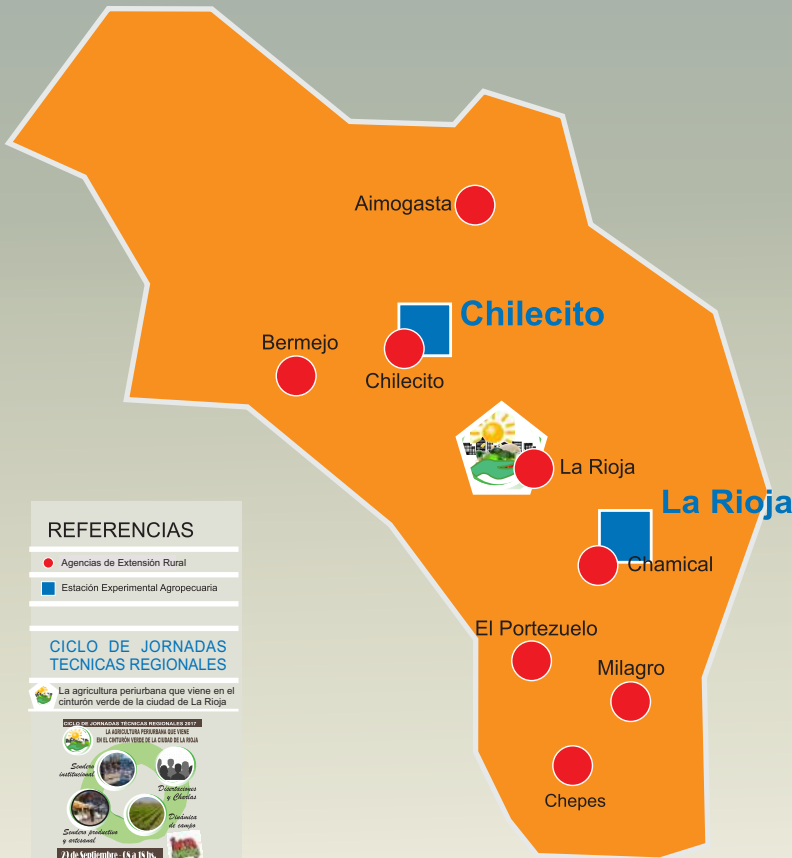 Aimogasta
Chilecito
Bermejo
Chilecito
La Rioja
La Rioja
Chamical
El Portezuelo
Milagro
Chepes
REFERENCIAS
Agencias de Extensión Rural
Estación Experimental Agropecuaria
CICLO DE JORNADAS
TECNICAS REGIONALES
La agricultura periurbana que viene en el
cinturón verde de la ciudad de La Rioja
CICLO DE JORNADAS TÉCNICAS REGIONALES 2017
LA AGRICULTURA PERIURBANA QUE VIENE
EN EL CINTURÓN VERDE DE LA CIUDAD DE LA RIOJA
Sendero
institucional
Disertaciones
y Charlas
Dinámica
de campo
Sendero productivo
y artesanal
de Septiembre